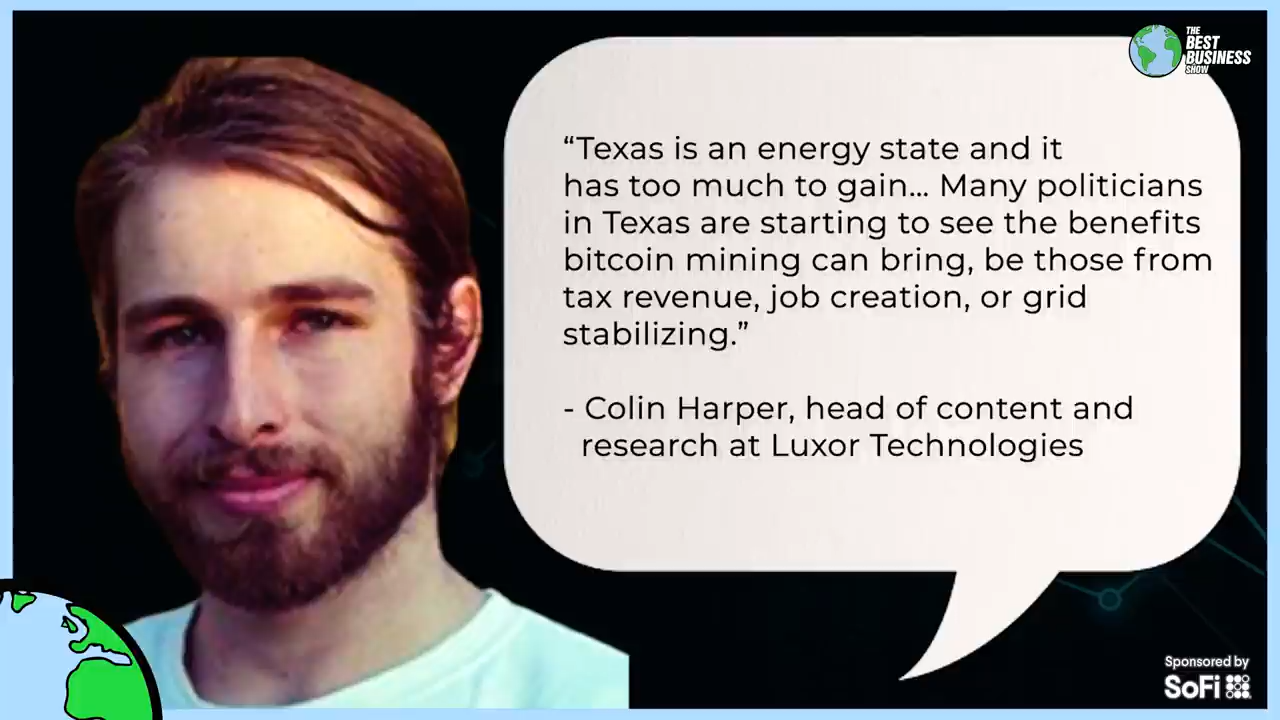 THE
BEST
BUSINESS
SHOW
“Texas is an energy state and it
has too much to gain... Many politicians
in Texas are starting to see the benefits
bitcoin mining can bring, be those from
tax revenue, job creation, or grid
stabilizing.”
- Colin Harper, head of content and
research at Luxor Technologies
Sponsored by
SoFi